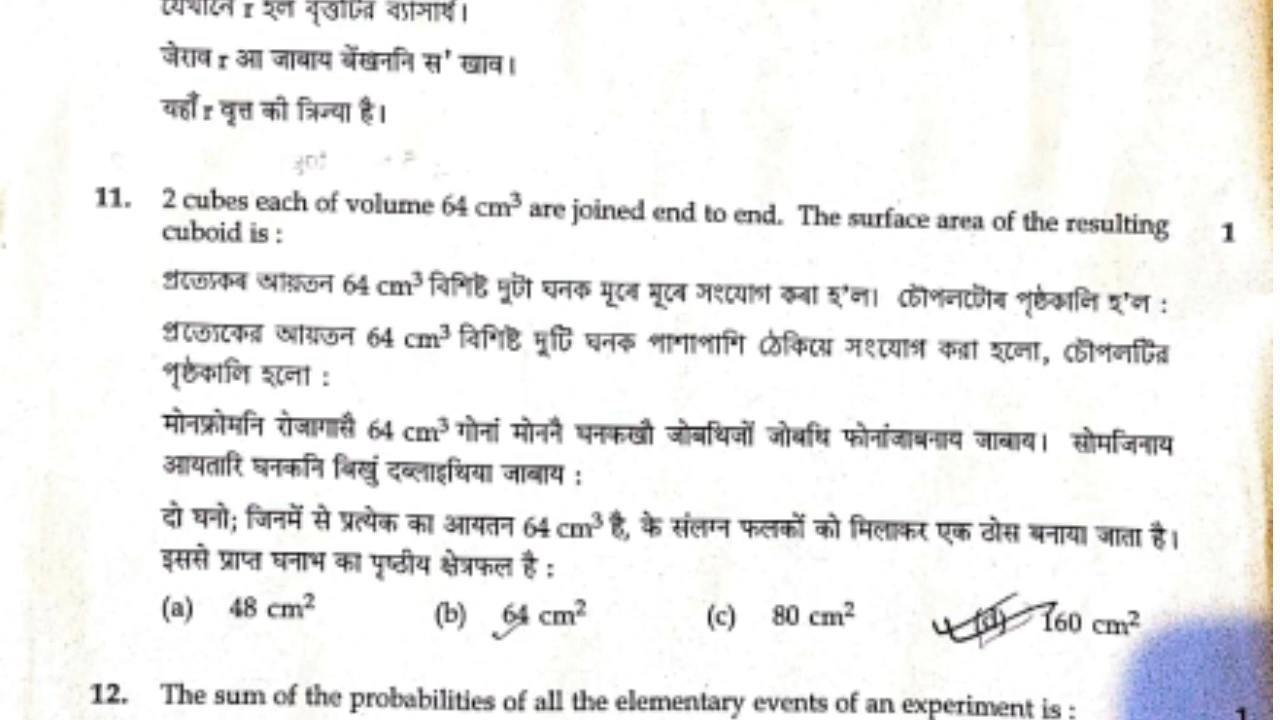 যেখানে r হল বৃত্তটির ব্যাসার্ধ।
जेराव r आ जाबाय बेंखननि स' खाव।
यहाँ r वृत्त की त्रिज्या है।
11. 2 cubes each of volume 64 cm³ are joined end to end. The surface area of the resulting 1
cuboid is :
প্ৰত্যেকৰ আয়তন 64 cm³ বিশিষ্ট দুটা ঘনক মূৰে মূৰে সংযোগ কৰা হ'ল। চৌপলটোৰ পৃষ্ঠকালি হ'ল :
প্রত্যেকের আয়তন 64 cm³ বিশিষ্ট দুটি ঘনক পাশাপাশি ঠেকিয়ে সংযোগ করা হলো, চৌপলটির
পৃষ্ঠকালি হলো :
मोनफ्रोमनि रोजागासै 64 cm³ गोनां मोननै घनकखौ जोबथिजों जोबथि फोनांजाबनाय जाबाय। सोमजिनाय
आयतारि घनकनि बिखुं दब्लाइथिया जाबाय :
दो घनो; जिनमें से प्रत्येक का आयतन 64 cm³ है, के संलग्न फलकों को मिलाकर एक ठोस बनाया जाता है।
इससे प्राप्त घनाभ का पृष्ठीय क्षेत्रफल है :
(a) 48 cm² (b) 64 cm² (c) 80 cm² (d) 160 cm²
12. The sum of the probabilities of all the elementary events of an experiment is : 1